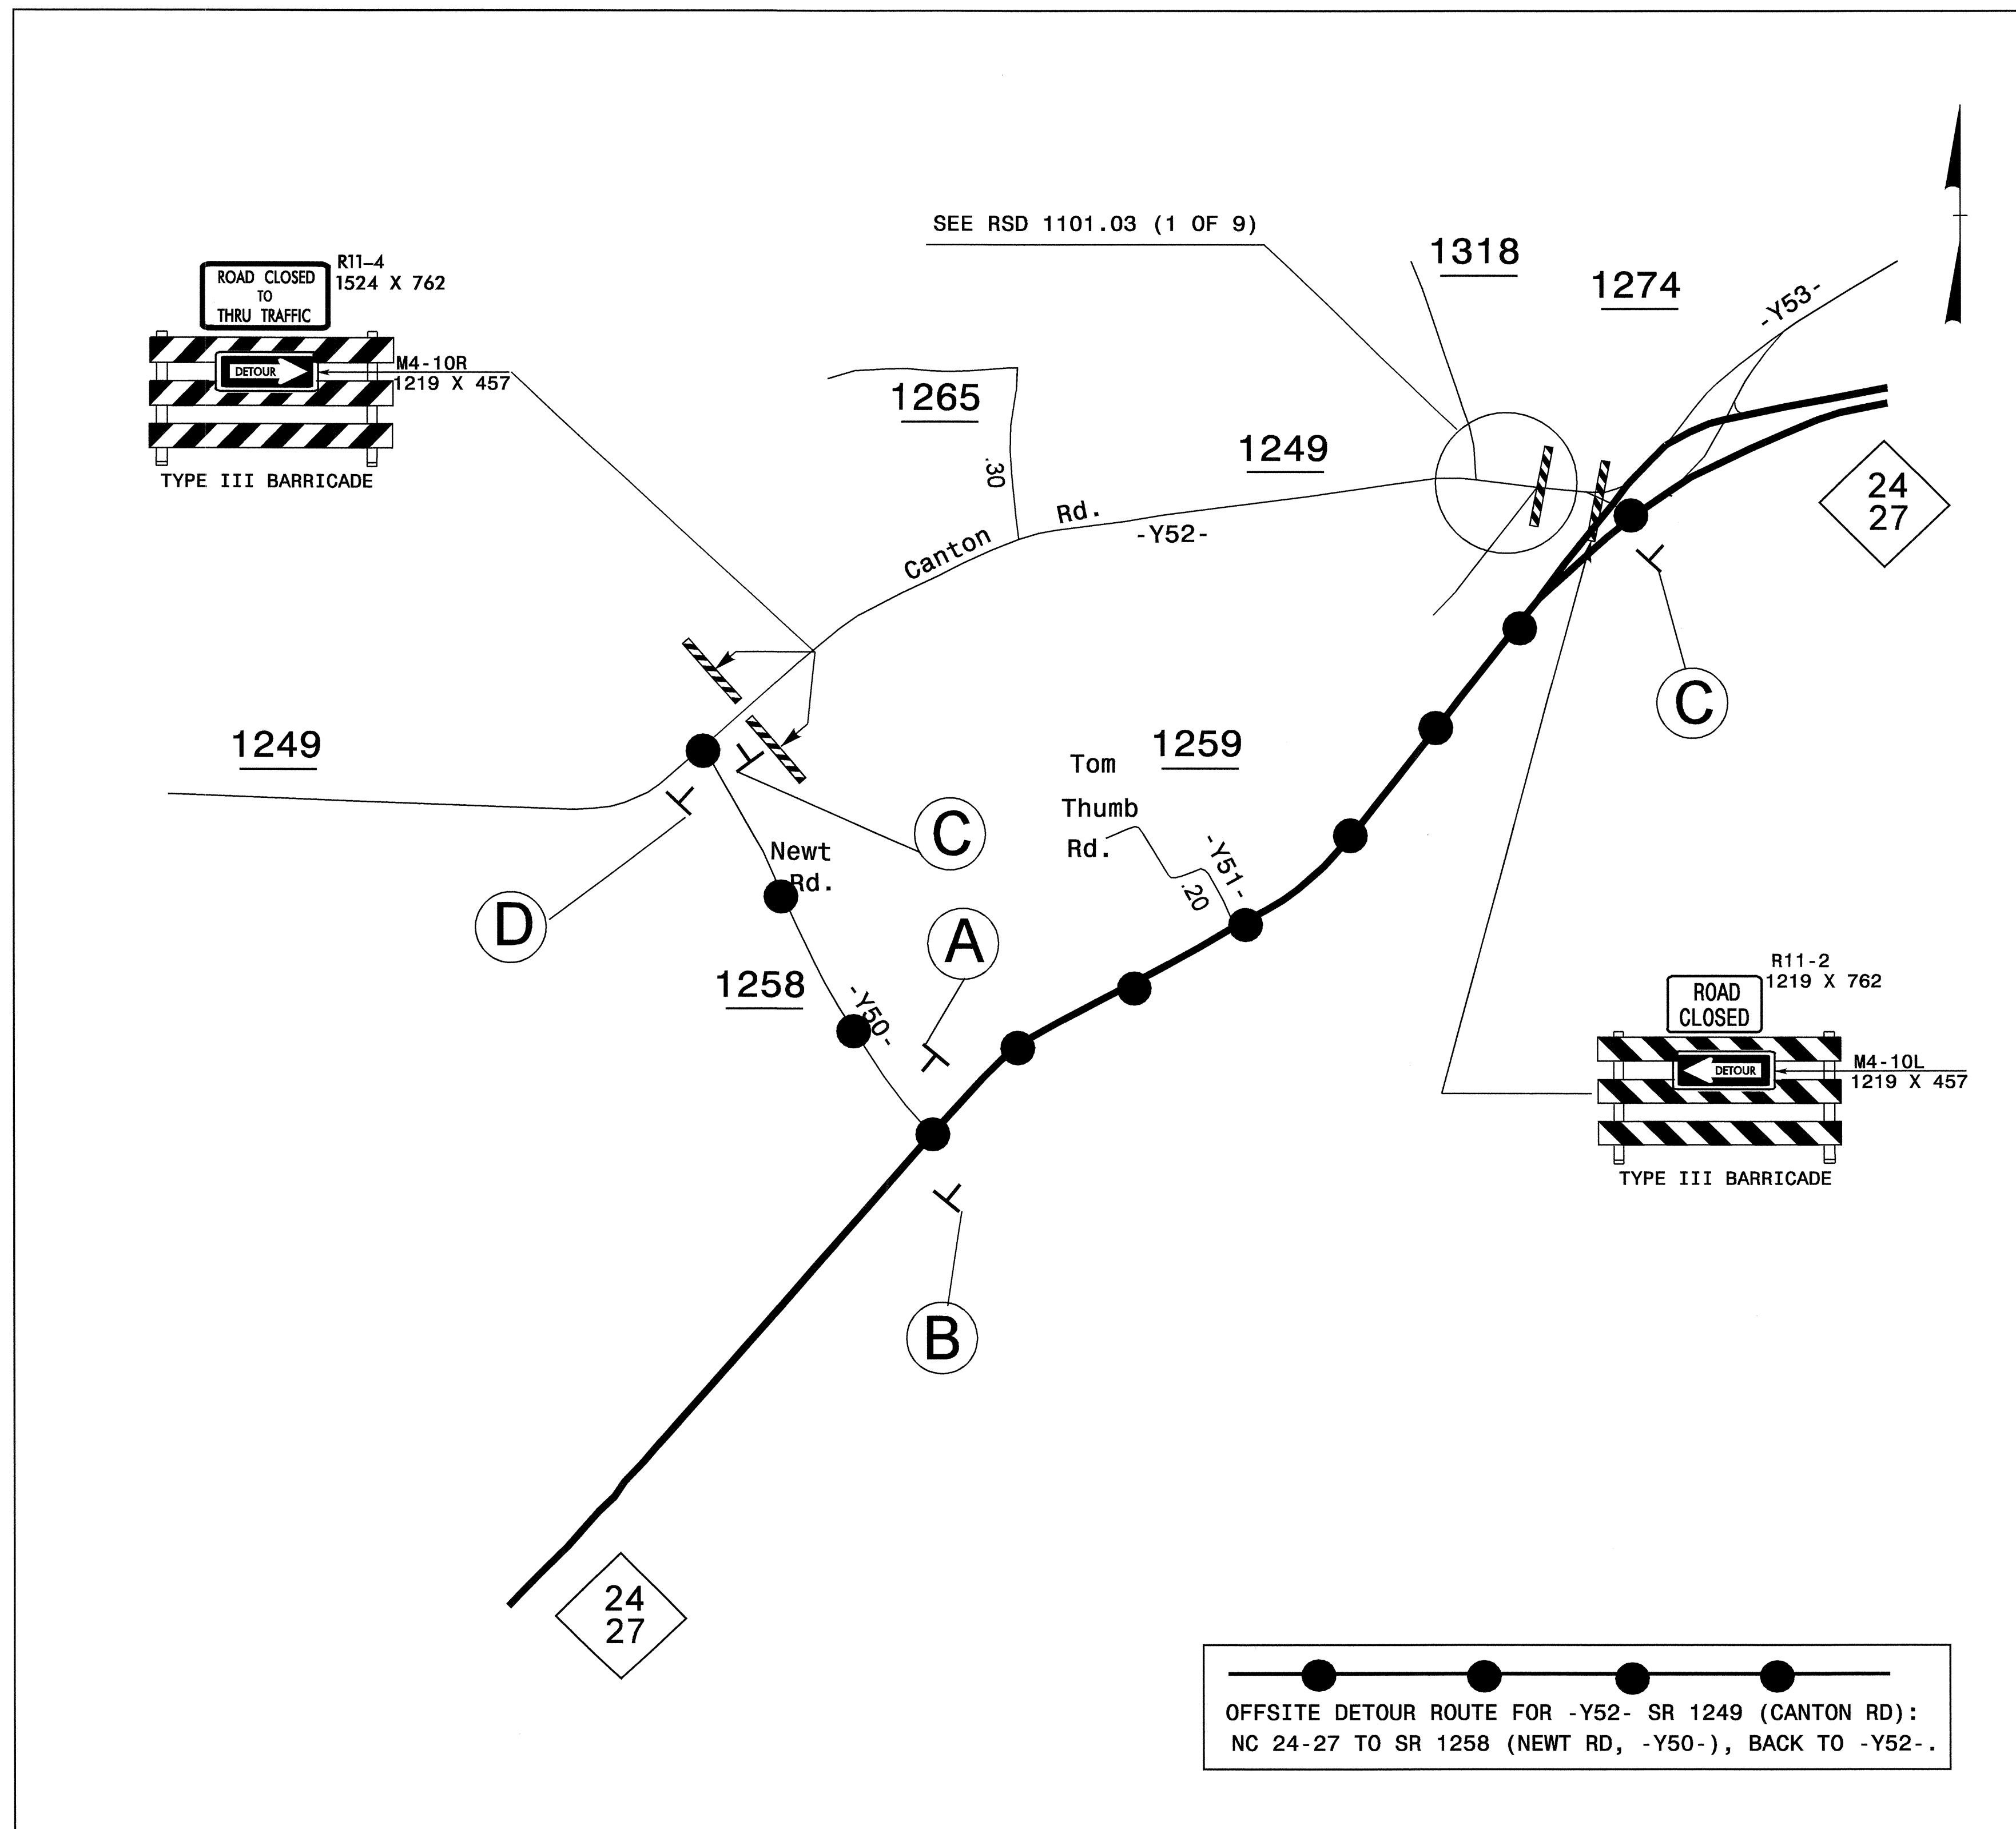 SEE RSD 1101.03 (1 OF 9)
1318
1274
-Y53-
ROAD CLOSED
TO
THRU TRAFFIC
R11-4
1524 X 762
DETOUR
M4-10R
1219 X 457
TYPE III BARRICADE
1265
.30
1249
Canton Rd.
-Y52-
24
27
C
1249
1259
Tom
Thumb
Rd.
-Y51-
.20
C
Newt
Rd.
D
A
1258
-Y50-
R11-2
1219 X 762
ROAD
CLOSED
DETOUR
M4-10L
1219 X 457
TYPE III BARRICADE
B
24
27
OFFSITE DETOUR ROUTE FOR -Y52- SR 1249 (CANTON RD):
NC 24-27 TO SR 1258 (NEWT RD, -Y50-), BACK TO -Y52-.